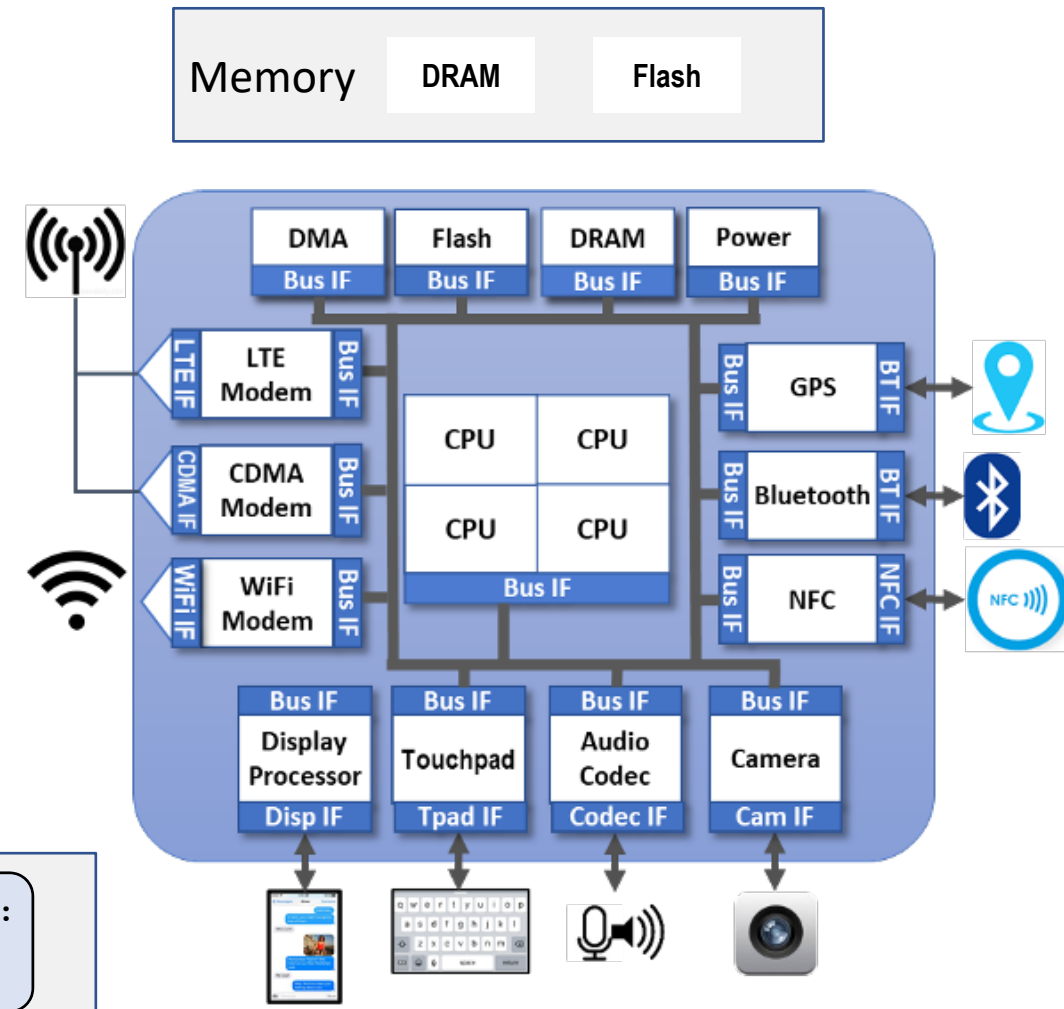 Memory
DRAM
Flash
DMA
Flash
DRAM
Power
Bus IF
Bus IF
Bus IF
Bus IF
LTE IF
LTE
Modem
Bus IF
CDMA IF
CDMA
Modem
Bus IF
WiFi IF
WiFi
Modem
Bus IF
CPU
CPU
CPU
CPU
Bus IF
Bus IF
GPS
BT IF
Bus IF
Bluetooth
BT IF
Bus IF
NFC
NFC IF
NFC
Bus IF
Bus IF
Bus IF
Bus IF
Display
Processor
Touchpad
Audio
Codec
Camera
Disp IF
Tpad IF
Codec IF
Cam IF
q w e r t y u i o p
a s d f g h j k l
z x c v b n m
123
space
return
: